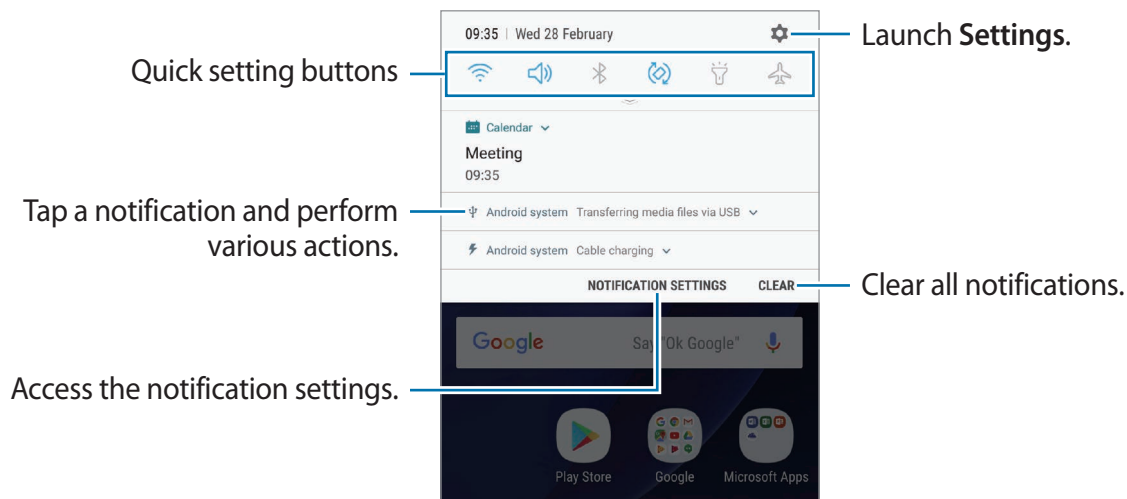 09:35 | Wed 28 February
Launch Settings.
Quick setting buttons
Calendar
Meeting
09:35
Tap a notification and perform
various actions.
Android system Transferring media files via USB
Android system Cable charging
NOTIFICATION SETTINGS CLEAR
Clear all notifications.
Google Say "Ok Google"
Access the notification settings.
Play Store Google Microsoft Apps